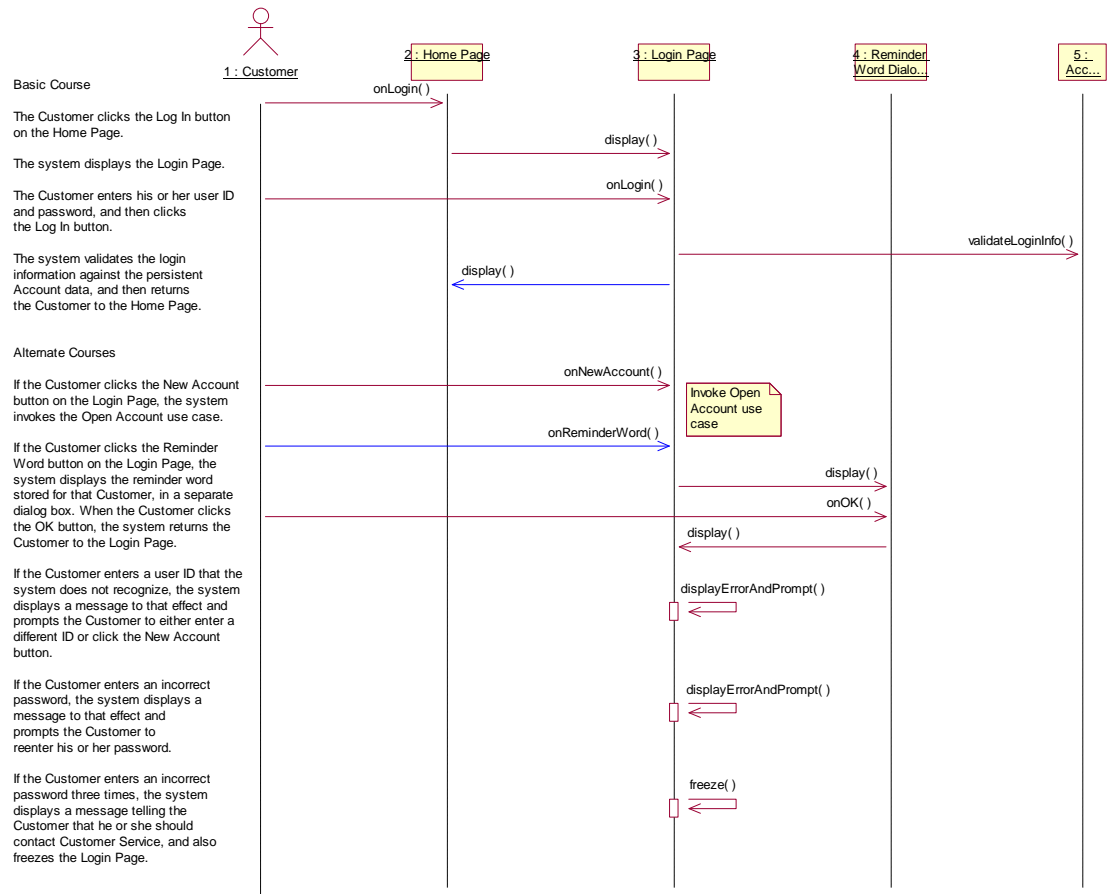 2 : Home Page
3 : Login Page
4 : Reminder
Word Dialo...
5 :
Acc...
1 : Customer
Basic Course
onLogin( )
The Customer clicks the Log In button
on the Home Page.
display( )
The system displays the Login Page.
onLogin( )
The Customer enters his or her user ID
and password, and then clicks
the Log In button.
validateLoginInfo( )
The system validates the login
information against the persistent
Account data, and then returns
the Customer to the Home Page.
display( )
Alternate Courses
onNewAccount( )
If the Customer clicks the New Account
button on the Login Page, the system
invokes the Open Account use case.
Invoke Open
Account use
case
onReminderWord( )
If the Customer clicks the Reminder
Word button on the Login Page, the
system displays the reminder word
stored for that Customer, in a separate
dialog box. When the Customer clicks
the OK button, the system returns the
Customer to the Login Page.
display( )
onOK( )
display( )
If the Customer enters a user ID that the
system does not recognize, the system
displays a message to that effect and
prompts the Customer to either enter a
different ID or click the New Account
button.
displayErrorAndPrompt( )
If the Customer enters an incorrect
password, the system displays a
message to that effect and
prompts the Customer to
reenter his or her password.
displayErrorAndPrompt( )
If the Customer enters an incorrect
password three times, the system
displays a message telling the
Customer that he or she should
contact Customer Service, and also
freezes the Login Page.
freeze( )